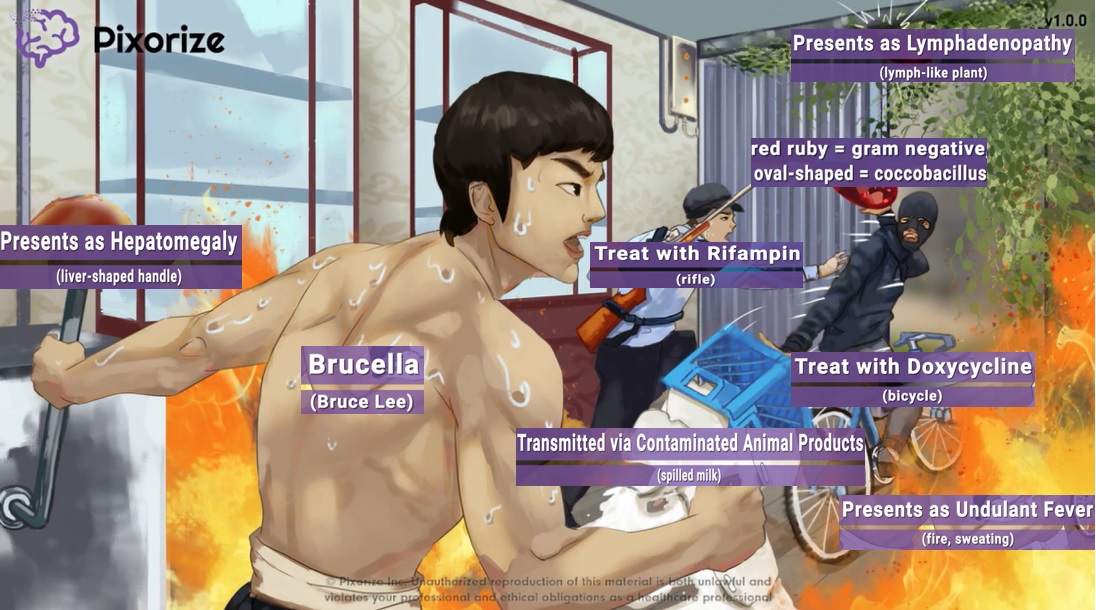 Pixorize
v1.0.0
Presents as Lymphadenopathy
(lymph-like plant)
red ruby = gram negative
oval-shaped = coccobacillus
Presents as Hepatomegaly
(liver-shaped handle)
Treat with Rifampin
(rifle)
Brucella
(Bruce Lee)
Treat with Doxycycline
(bicycle)
Transmitted via Contaminated Animal Products
(spilled milk)
Presents as Undulant Fever
(fire, sweating)
© Pixorize Inc. Unauthorized reproduction of this material is both unlawful and
violates your professional and ethical obligations as a healthcare professional